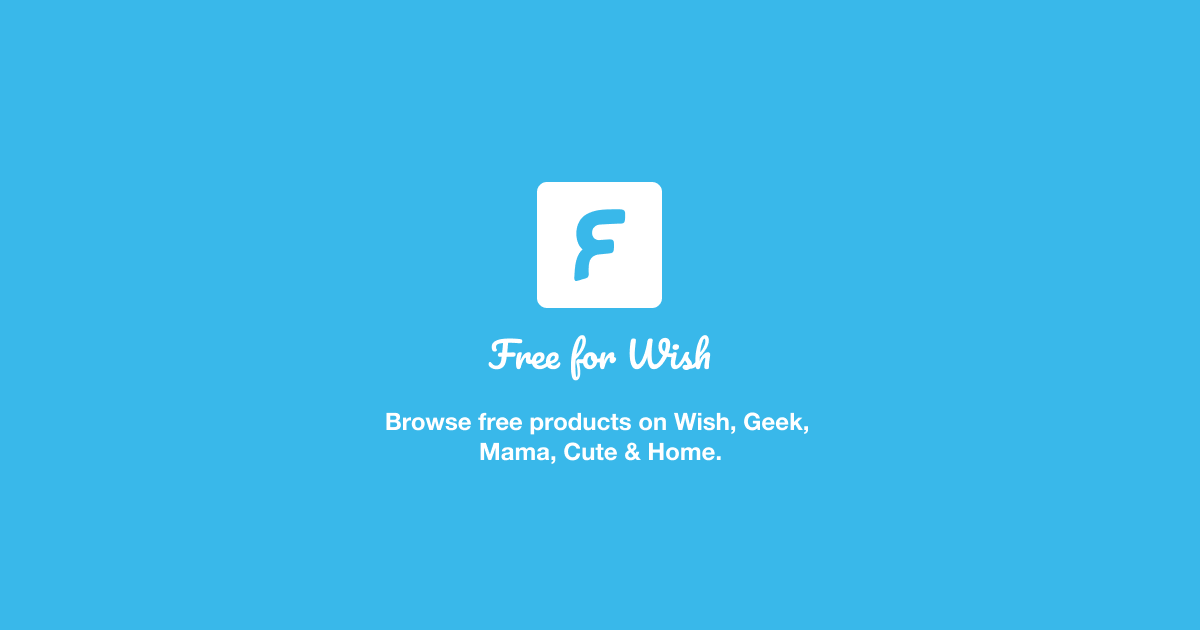 F
Free for Wish
Browse free products on Wish, Geek,
Mama, Cute & Home.